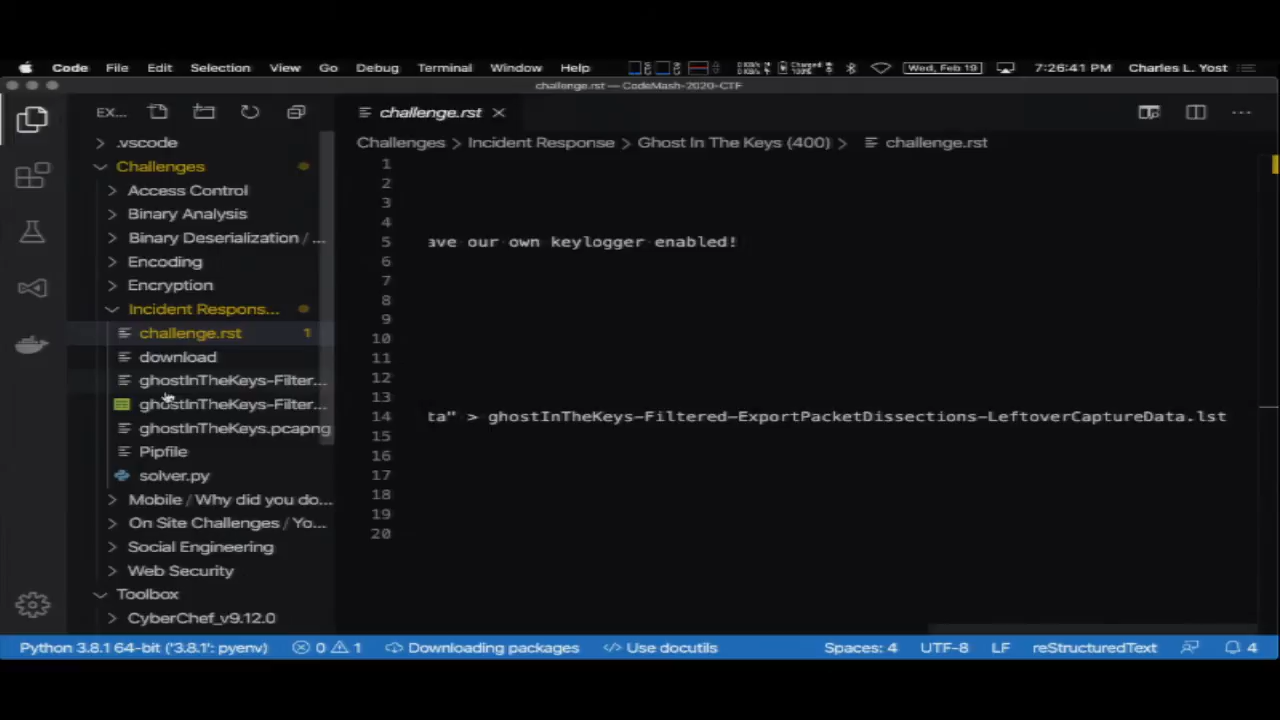 Code File Edit Selection View Go Debug Terminal Window Help Wed, Feb 19 7:26:41 PM Charles L. Yost
challenge.rst — CodeMash-2020-CTF
EX...
challenge.rst
.vscode
Challenges > Incident Response > Ghost In The Keys (400) > challenge.rst
Challenges
1
Access Control
2
3
Binary Analysis
4
Binary Deserialization / ...
5 ave our own keylogger enabled!
Encoding
6
Encryption
7
8
Incident Respons...
9
challenge.rst 1
10
download
11
ghostInTheKeys-Filter...
12
ghostInTheKeys-Filter...
13
14 ta" > ghostInTheKeys-Filtered-ExportPacketDissections-LeftoverCaptureData.lst
ghostInTheKeys.pcapng
15
Pipfile
16
solver.py
17
Mobile / Why did you do...
18
On Site Challenges / Yo...
19
20
Social Engineering
Web Security
Toolbox
CyberChef_v9.12.0
Python 3.8.1 64-bit ('3.8.1': pyenv) 0 1 Downloading packages Use docutils Spaces: 4 UTF-8 LF reStructuredText 4